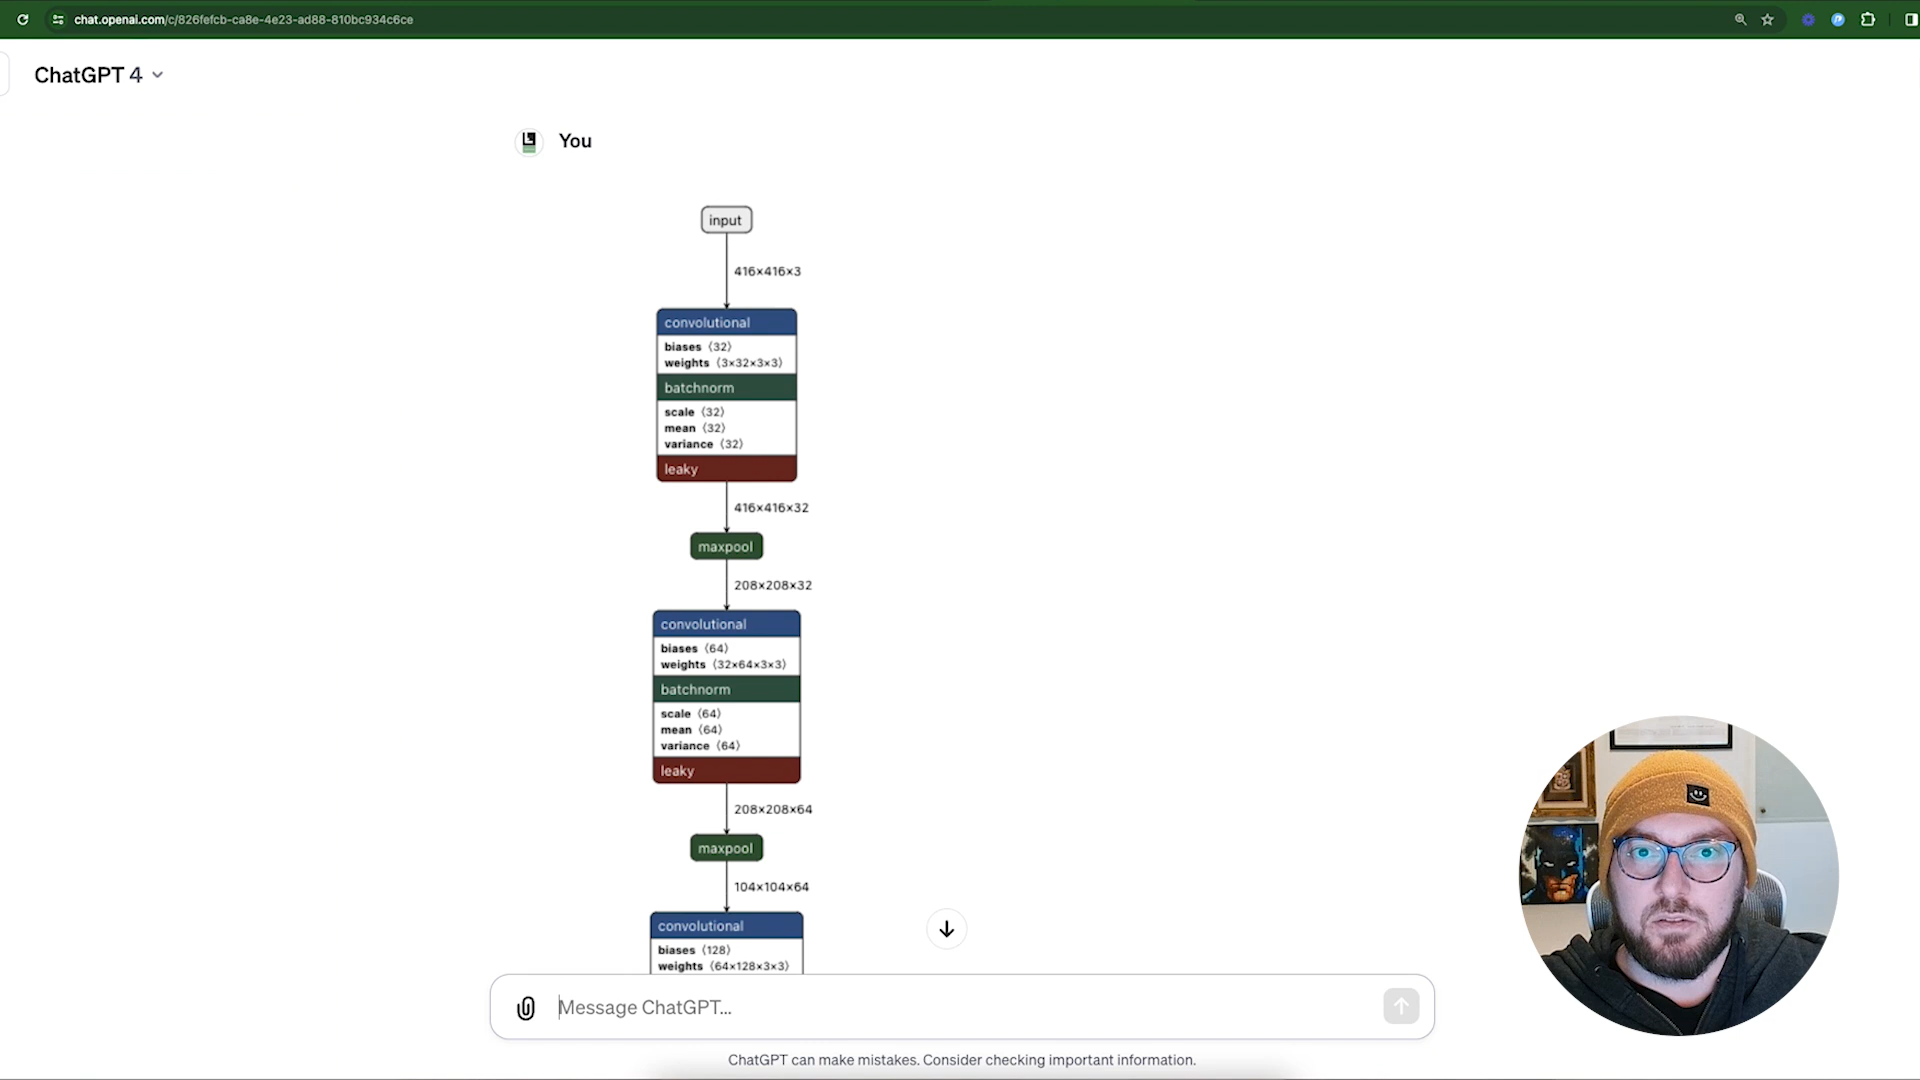 chat.openai.com/c/826fefcb-ca8e-4e23-ad88-810bc934c6ce
ChatGPT 4
You
input
416×416×3
convolutional
biases ⟨32⟩
weights ⟨3×32×3×3⟩
batchnorm
scale ⟨32⟩
mean ⟨32⟩
variance ⟨32⟩
leaky
416×416×32
maxpool
208×208×32
convolutional
biases ⟨64⟩
weights ⟨32×64×3×3⟩
batchnorm
scale ⟨64⟩
mean ⟨64⟩
variance ⟨64⟩
leaky
208×208×64
maxpool
104×104×64
convolutional
biases ⟨128⟩
weights ⟨64×128×3×3⟩
Message ChatGPT...
ChatGPT can make mistakes. Consider checking important information.